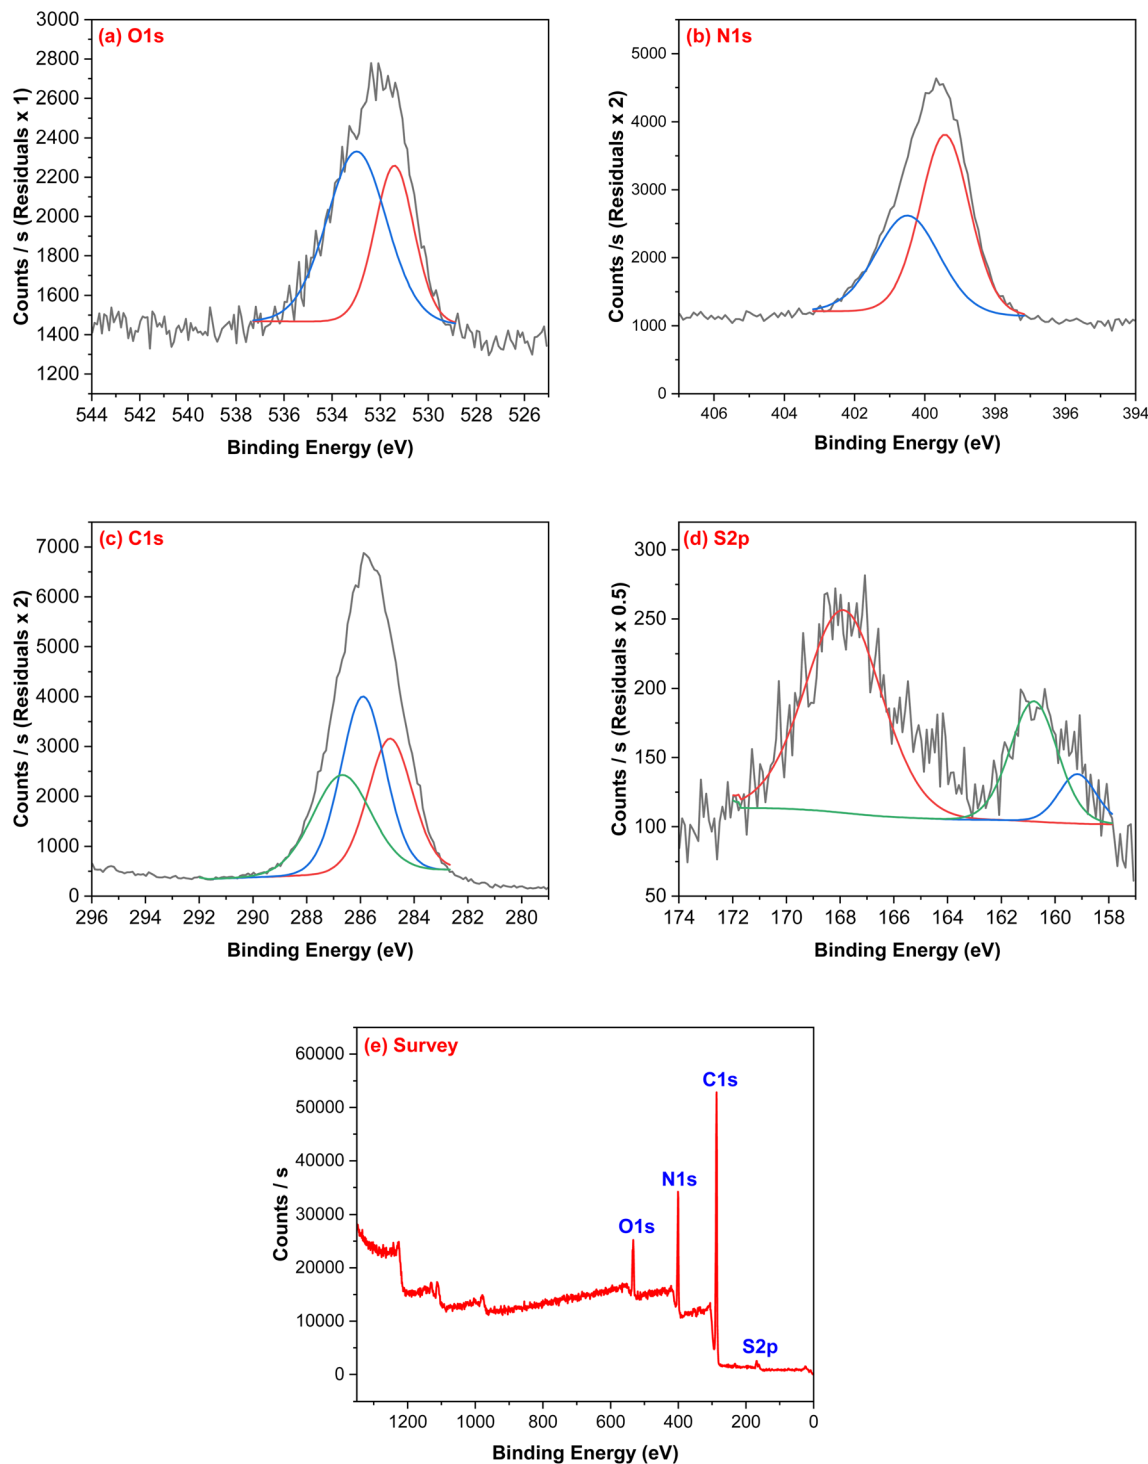 (a) O1s
3000
2800
2600
2400
2200
2000
1800
1600
1400
1200
Counts / s (Residuals x 1)
544 542 540 538 536 534 532 530 528 526
Binding Energy (eV)
(b) N1s
5000
4000
3000
2000
1000
0
Counts /s (Residuals x 2)
406 404 402 400 398 396 394
Binding Energy (eV)
(c) C1s
7000
6000
5000
4000
3000
2000
1000
0
Counts / s (Residuals x 2)
296 294 292 290 288 286 284 282 280
Binding Energy (eV)
(d) S2p
300
250
200
150
100
50
Counts / s (Residuals x 0.5)
174 172 170 168 166 164 162 160 158
Binding Energy (eV)
(e) Survey
60000
50000
40000
30000
20000
10000
0
Counts / s
C1s
N1s
O1s
S2p
1200 1000 800 600 400 200 0
Binding Energy (eV)